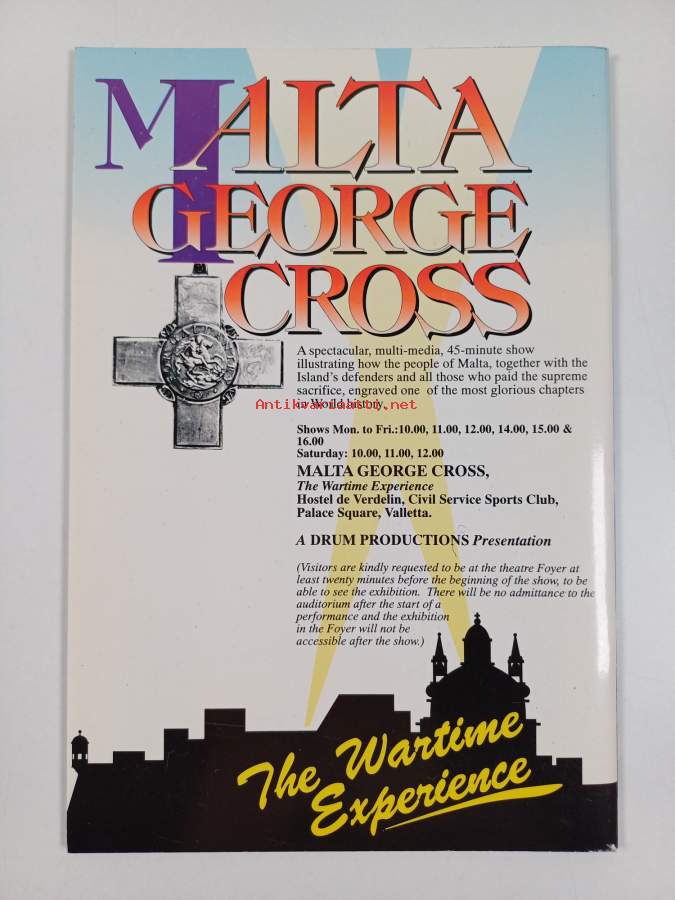 MALTA
GEORGE
CROSS
A spectacular, multi-media, 45-minute show
illustrating how the people of Malta, together with the
Island's defenders and all those who paid the supreme
sacrifice, engraved one of the most glorious chapters
in World history.
Antikvariaatti.net
Shows Mon. to Fri.:10.00, 11.00, 12.00, 14.00, 15.00 &
16.00
Saturday: 10.00, 11.00, 12.00
MALTA GEORGE CROSS,
The Wartime Experience
Hostel de Verdelin, Civil Service Sports Club,
Palace Square, Valletta.
A DRUM PRODUCTIONS Presentation
(Visitors are kindly requested to be at the theatre Foyer at
least twenty minutes before the beginning of the show, to be
able to see the exhibition. There will be no admittance to the
auditorium after the start of a
performance and the exhibition
in the Foyer will not be
accessible after the show.)
The Wartime
Experience